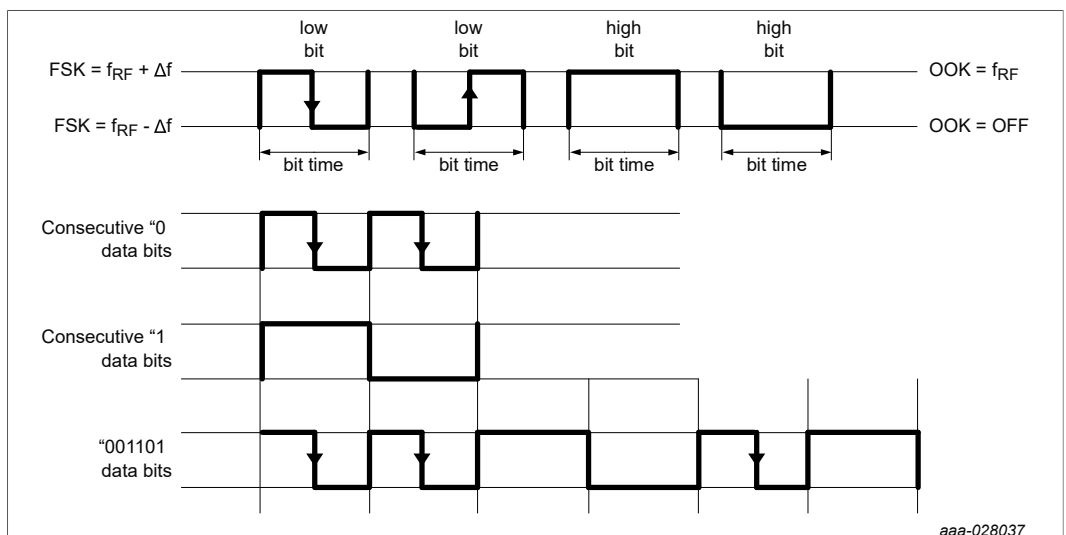 low bit
low bit
high bit
high bit
FSK = fRF + Δf
OOK = fRF
FSK = fRF - Δf
OOK = OFF
bit time
bit time
bit time
bit time
Consecutive “0
data bits
Consecutive “1
data bits
“001101
data bits
aaa-028037